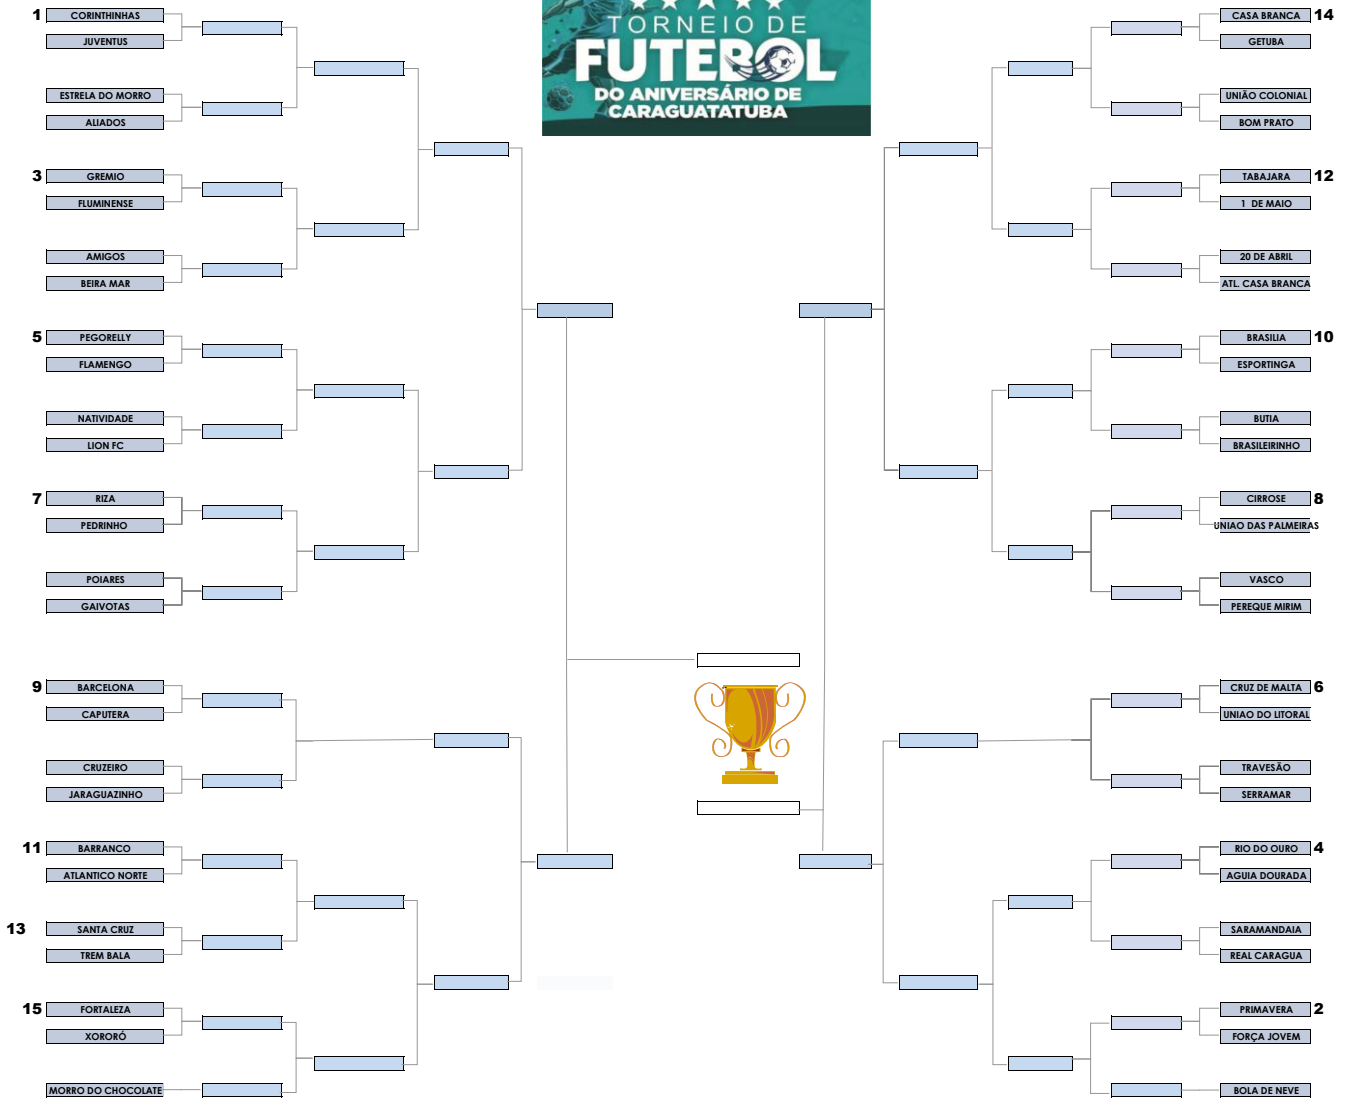 TORNEIO DE
FUTEBOL
DO ANIVERSÁRIO DE
CARAGUATATUBA
1 CORINTHINHAS
JUVENTUS
ESTRELA DO MORRO
ALIADOS
3 GREMIO
FLUMINENSE
AMIGOS
BEIRA MAR
5 PEGORELLY
FLAMENGO
NATIVIDADE
LION FC
7 RIZA
PEDRINHO
POIARES
GAIVOTAS
9 BARCELONA
CAPUTERA
CRUZEIRO
JARAGUAZINHO
11 BARRANCO
ATLANTICO NORTE
13 SANTA CRUZ
TREM BALA
15 FORTALEZA
XORORÓ
MORRO DO CHOCOLATE
CASA BRANCA 14
GETUBA
UNIÃO COLONIAL
BOM PRATO
TABAJARA 12
1 DE MAIO
20 DE ABRIL
ATL. CASA BRANCA
BRASILIA 10
ESPORTINGA
BUTIA
BRASILEIRINHO
CIRROSE 8
UNIAO DAS PALMEIRAS
VASCO
PEREQUE MIRIM
CRUZ DE MALTA 6
UNIAO DO LITORAL
TRAVESÃO
SERRAMAR
RIO DO OURO 4
AGUIA DOURADA
SARAMANDAIA
REAL CARAGUA
PRIMAVERA 2
FORÇA JOVEM
BOLA DE NEVE